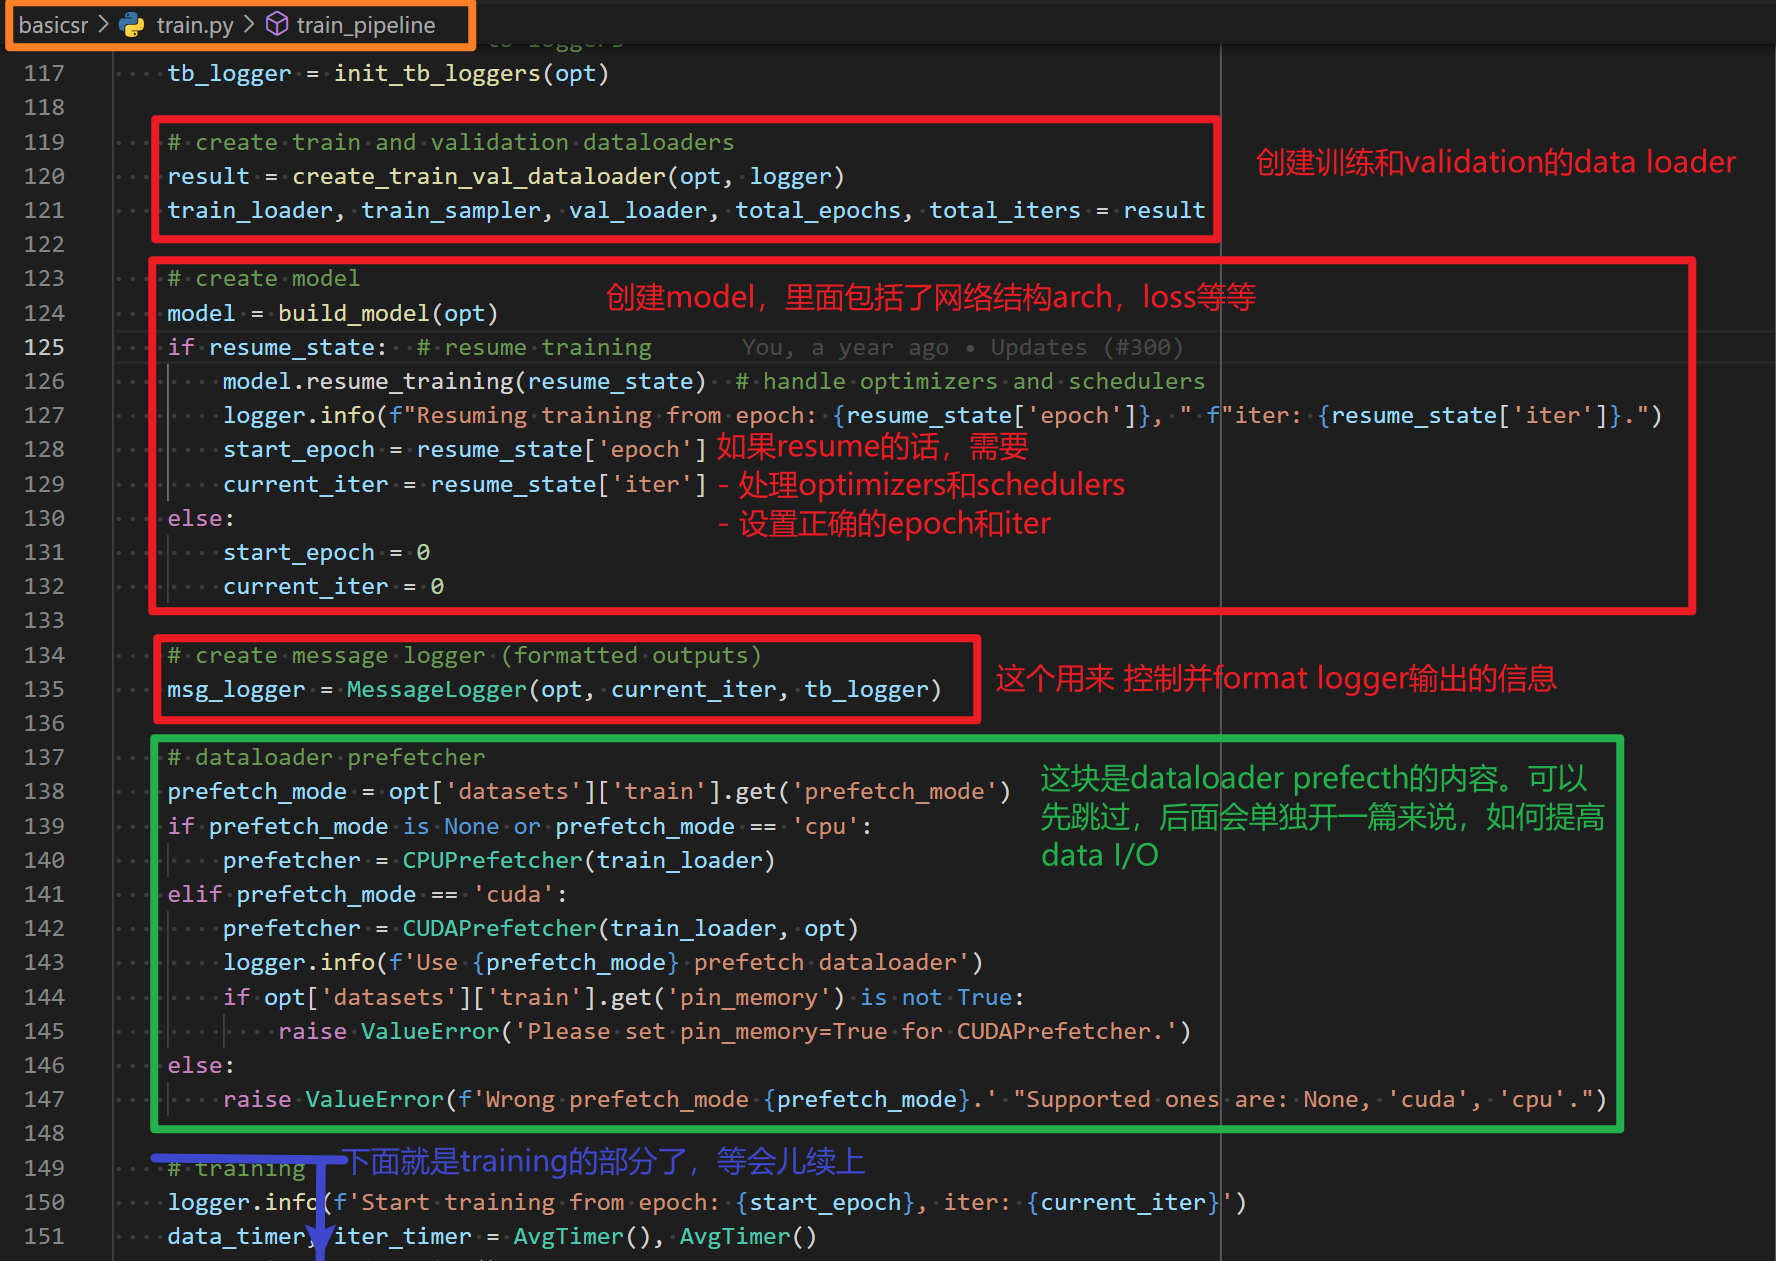 basicsr > train.py > train_pipeline
117 tb_logger = init_tb_loggers(opt)
118
119 # create train and validation dataloaders
创建训练和validation的data loader
120 result = create_train_val_dataloader(opt, logger)
121 train_loader, train_sampler, val_loader, total_epochs, total_iters = result
122
123 # create model
创建model，里面包括了网络结构arch，loss等等
124 model = build_model(opt)
125 if resume_state:  # resume training You, a year ago • Updates (#300)
126 model.resume_training(resume_state)  # handle optimizers and schedulers
127 logger.info(f"Resuming training from epoch: {resume_state['epoch']}, " f"iter: {resume_state['iter']}.")
128 start_epoch = resume_state['epoch'] 如果resume的话，需要
129 current_iter = resume_state['iter'] - 处理optimizers和schedulers
130 else: - 设置正确的epoch和iter
131 start_epoch = 0
132 current_iter = 0
133
134 # create message logger (formatted outputs)
135 msg_logger = MessageLogger(opt, current_iter, tb_logger) 这个用来 控制并format logger输出的信息
136
137 # dataloader prefetcher
138 prefetch_mode = opt['datasets']['train'].get('prefetch_mode') 这块是dataloader prefecth的内容。可以
139 if prefetch_mode is None or prefetch_mode == 'cpu': 先跳过，后面会单独开一篇来说，如何提高
140 prefetcher = CPUPrefetcher(train_loader) data I/O
141 elif prefetch_mode == 'cuda':
142 prefetcher = CUDAPrefetcher(train_loader, opt)
143 logger.info(f'Use {prefetch_mode} prefetch dataloader')
144 if opt['datasets']['train'].get('pin_memory') is not True:
145 raise ValueError('Please set pin_memory=True for CUDAPrefetcher.')
146 else:
147 raise ValueError(f'Wrong prefetch_mode {prefetch_mode}.' "Supported ones are: None, 'cuda', 'cpu'.")
148
149 # training 下面就是training的部分了，等会儿续上
150 logger.info(f'Start training from epoch: {start_epoch}, iter: {current_iter}')
151 data_timer, iter_timer = AvgTimer(), AvgTimer()